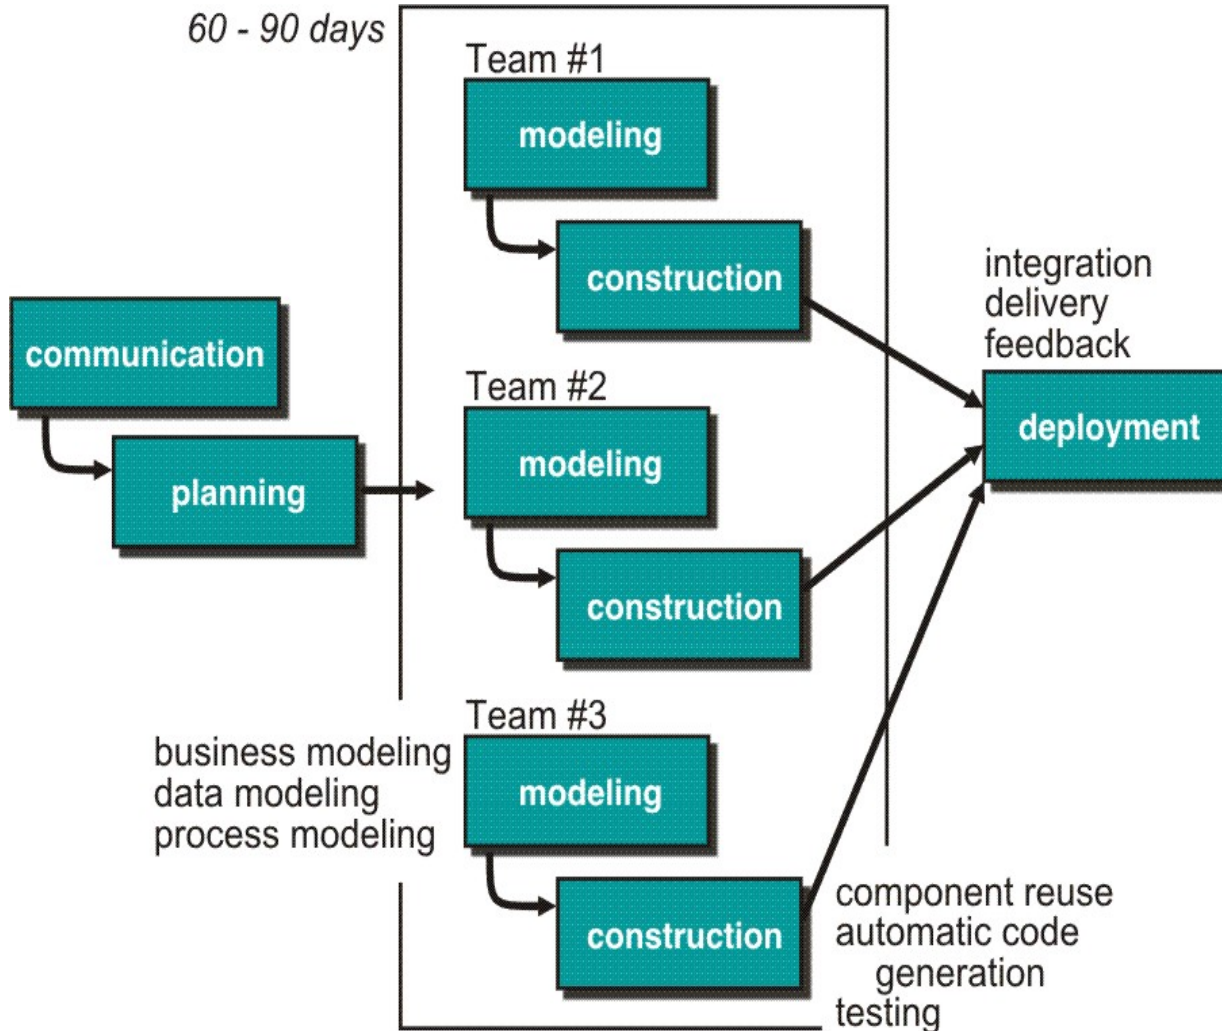 60 - 90 days
Team #1
modeling
construction
communication
planning
Team #2
modeling
construction
Team #3
modeling
construction
business modeling
data modeling
process modeling
component reuse
automatic code
generation
testing
integration
delivery
feedback
deployment